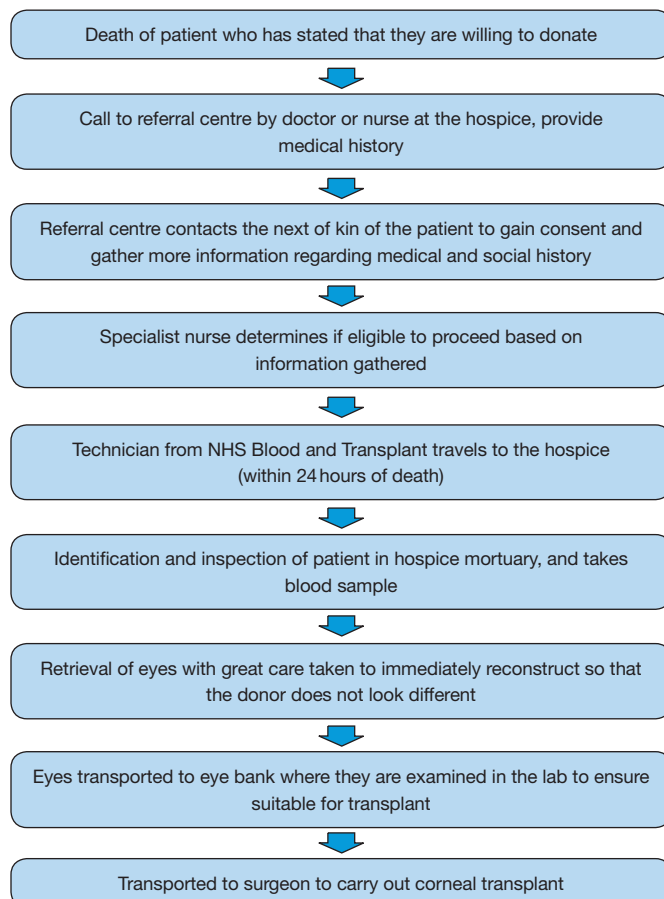 Death of patient who has stated that they are willing to donate
Call to referral centre by doctor or nurse at the hospice, provide
medical history
Referral centre contacts the next of kin of the patient to gain consent and
gather more information regarding medical and social history
Specialist nurse determines if eligible to proceed based on
information gathered
Technician from NHS Blood and Transplant travels to the hospice
(within 24 hours of death)
Identification and inspection of patient in hospice mortuary, and takes
blood sample
Retrieval of eyes with great care taken to immediately reconstruct so that
the donor does not look different
Eyes transported to eye bank where they are examined in the lab to ensure
suitable for transplant
Transported to surgeon to carry out corneal transplant